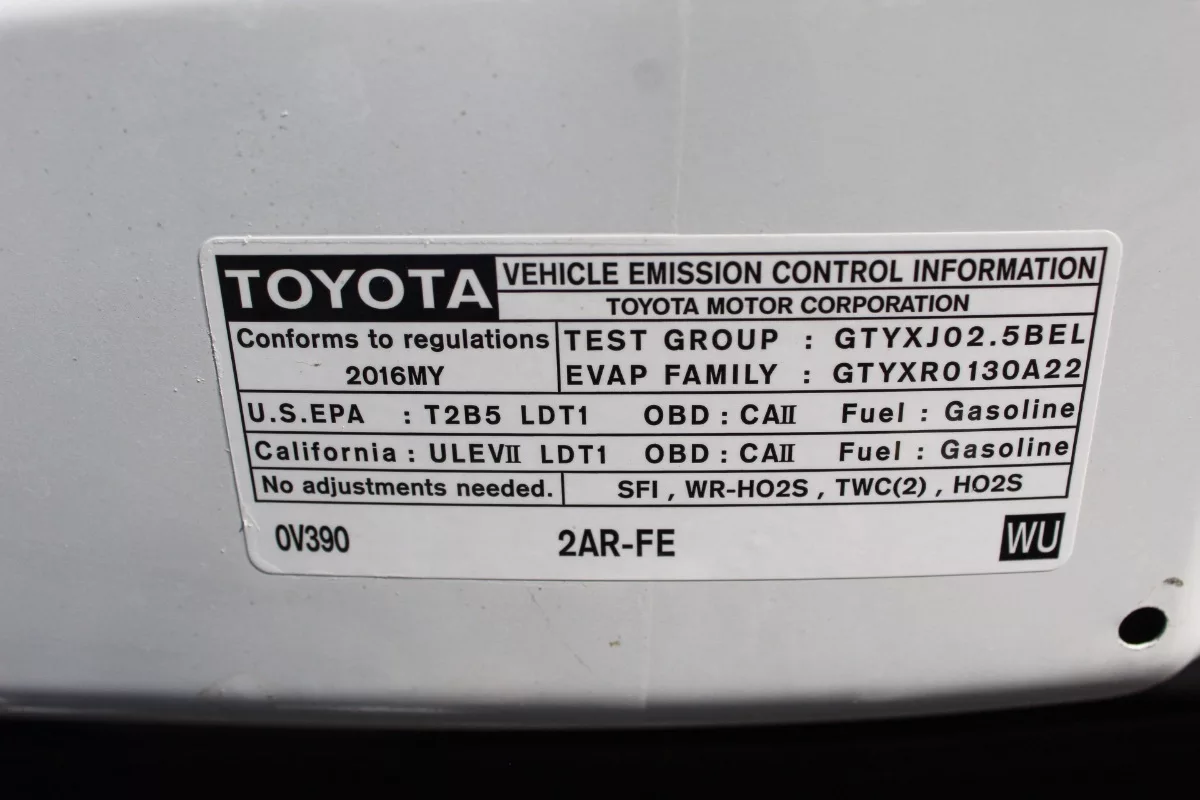 TOYOTA VEHICLE EMISSION CONTROL INFORMATION
TOYOTA MOTOR CORPORATION
Conforms to regulations
2016MY
TEST GROUP : GTYXJ02.5BEL
EVAP FAMILY : GTYXR0130A22
U.S.EPA : T2B5 LDT1 OBD : CAII Fuel : Gasoline
California : ULEVII LDT1 OBD : CAII Fuel : Gasoline
No adjustments needed. SFI , WR-HO2S , TWC(2) , HO2S
0V390 2AR-FE WU